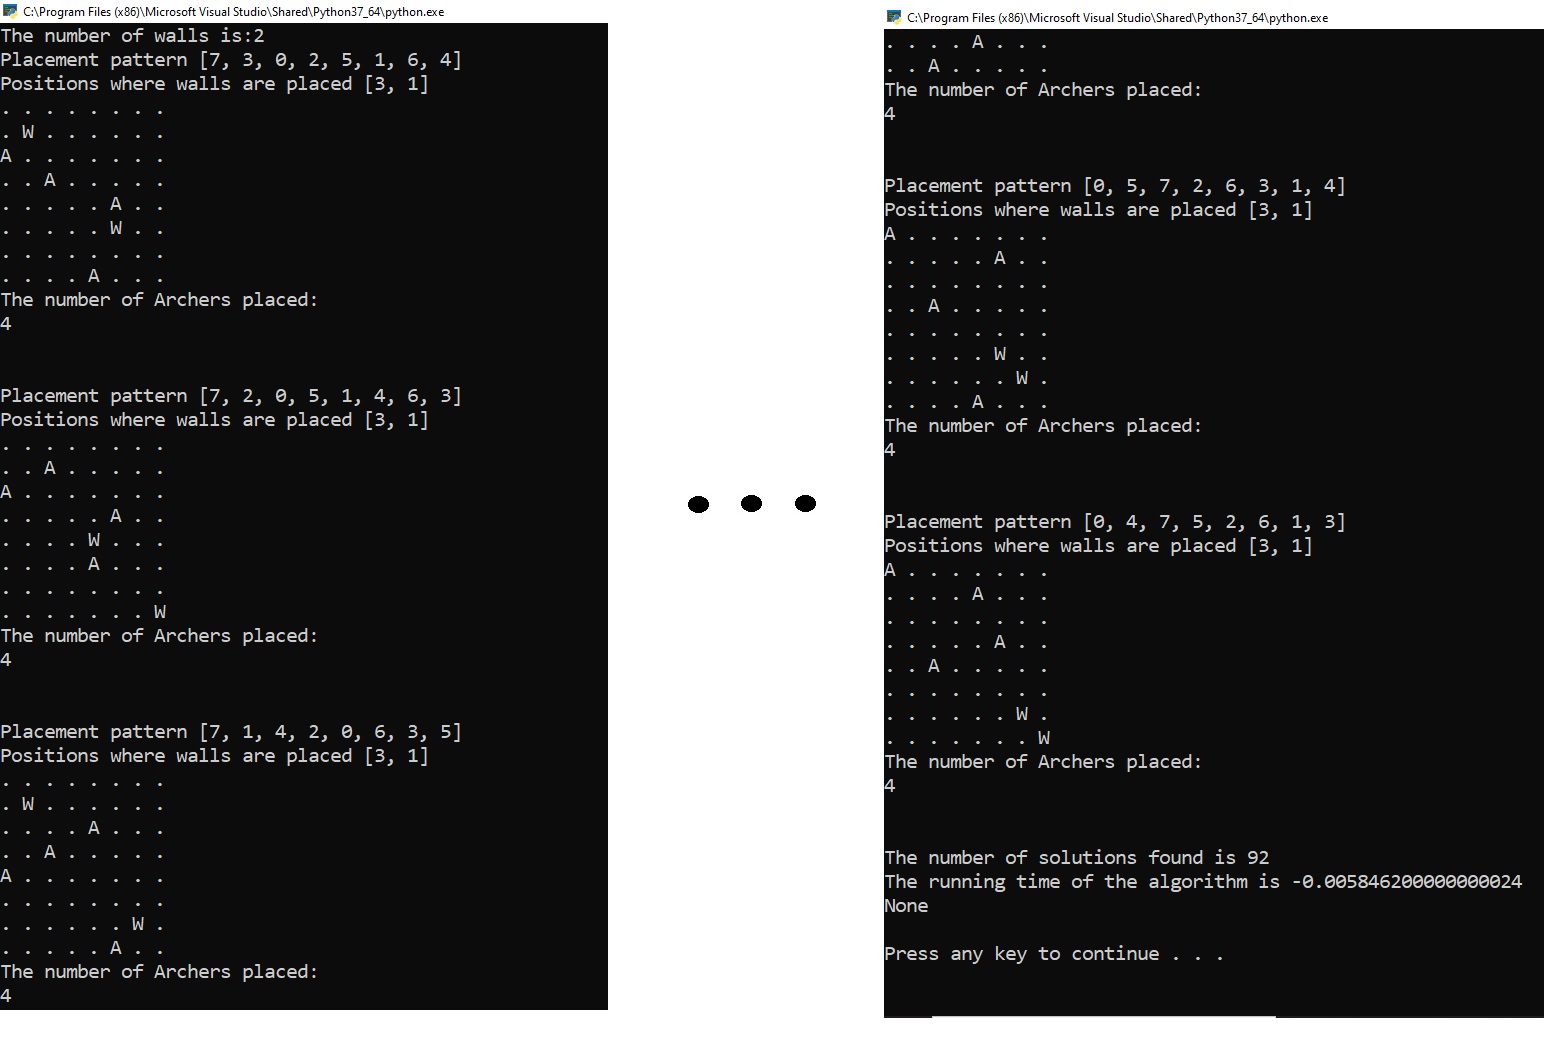 C:\Program Files (x86)\Microsoft Visual Studio\Shared\Python37_64\python.exe
The number of walls is:2
Placement pattern [7, 3, 0, 2, 5, 1, 6, 4]
Positions where walls are placed [3, 1]
. . . . . . . .
. W . . . . . .
A . . . . . . .
. . A . . . . .
. . . . . A . .
. . . . . W . .
. . . . . . . .
. . . . A . . .
The number of Archers placed:
4
Placement pattern [7, 2, 0, 5, 1, 4, 6, 3]
Positions where walls are placed [3, 1]
. . . . . . . .
. . A . . . . .
A . . . . . . .
. . . . . A . .
. . . . W . . .
. . . . A . . .
. . . . . . . .
. . . . . . . W
The number of Archers placed:
4
Placement pattern [7, 1, 4, 2, 0, 6, 3, 5]
Positions where walls are placed [3, 1]
. . . . . . . .
. W . . . . . .
. . . . A . . .
. . A . . . . .
A . . . . . . .
. . . . . . . .
. . . . . . W .
. . . . . A . .
The number of Archers placed:
4
• • •
C:\Program Files (x86)\Microsoft Visual Studio\Shared\Python37_64\python.exe
. . . . A . . .
. . A . . . . .
The number of Archers placed:
4
Placement pattern [0, 5, 7, 2, 6, 3, 1, 4]
Positions where walls are placed [3, 1]
A . . . . . . .
. . . . . A . .
. . . . . . . .
. . A . . . . .
. . . . . . . .
. . . . . W . .
. . . . . . W .
. . . . A . . .
The number of Archers placed:
4
Placement pattern [0, 4, 7, 5, 2, 6, 1, 3]
Positions where walls are placed [3, 1]
A . . . . . . .
. . . . A . . .
. . . . . . . .
. . . . . A . .
. . A . . . . .
. . . . . . . .
. . . . . . W .
. . . . . . . W
The number of Archers placed:
4
The number of solutions found is 92
The running time of the algorithm is -0.005846200000000024
None
Press any key to continue . . .